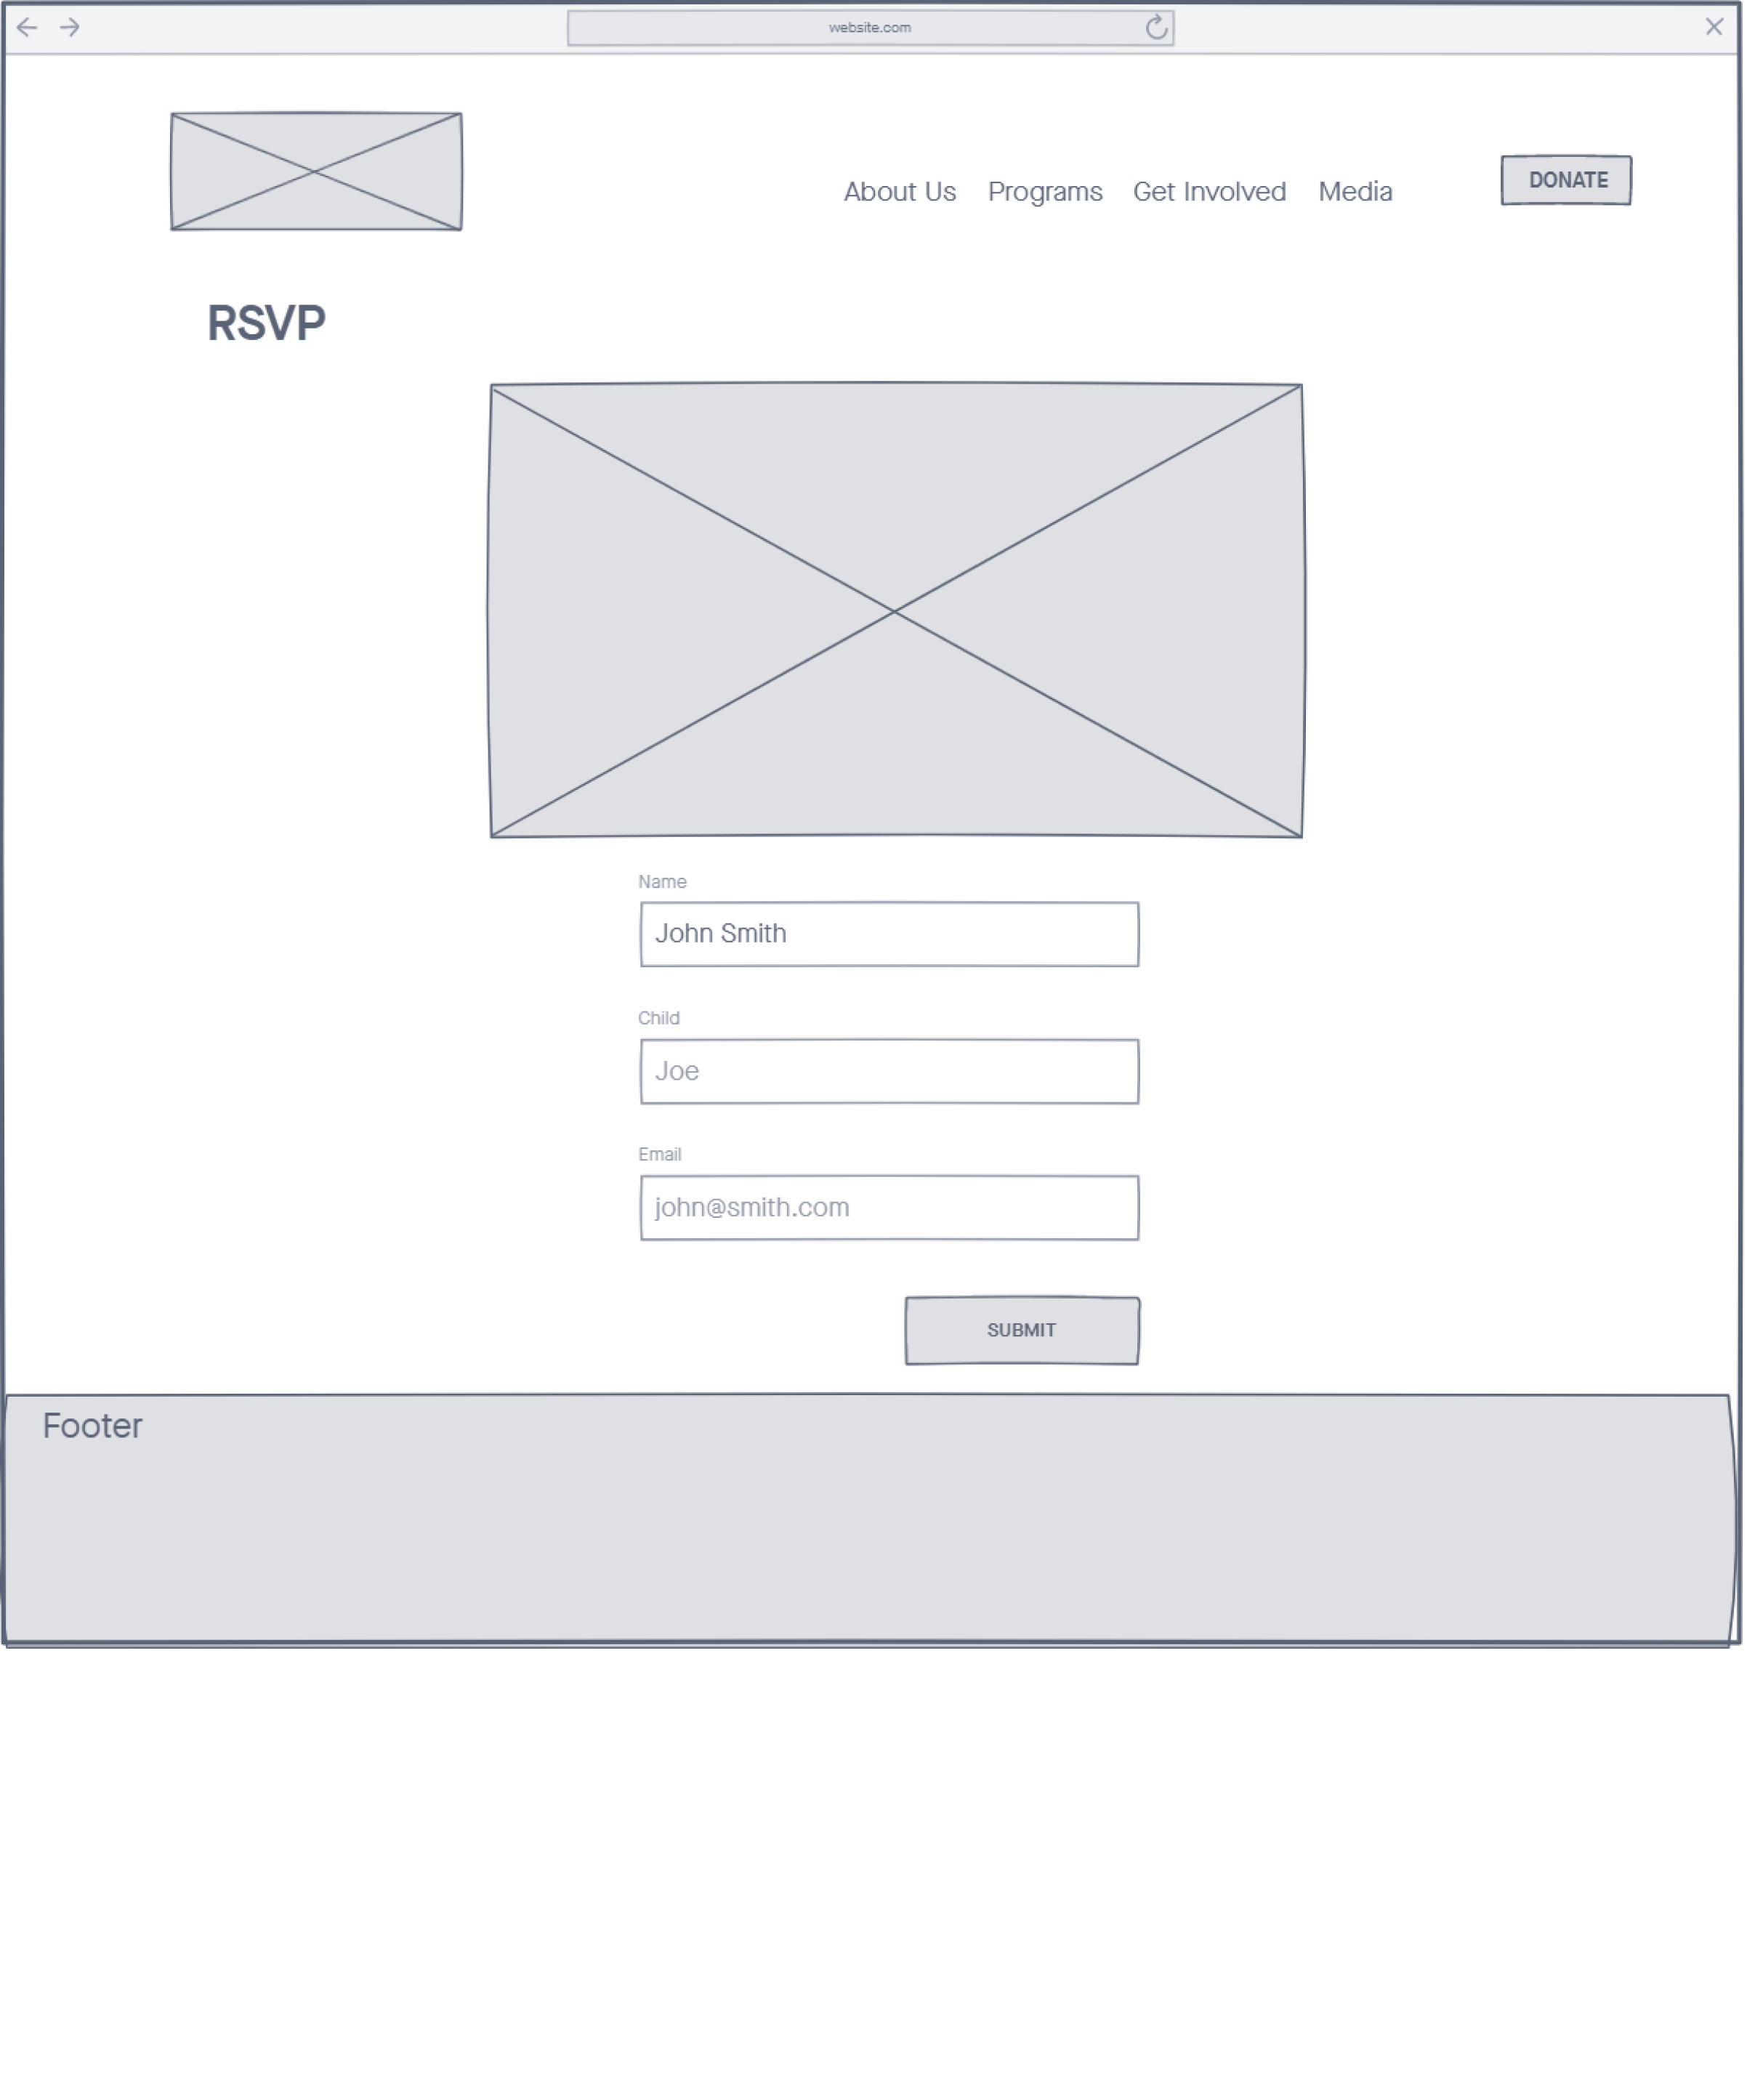 website.com
About Us Programs Get Involved Media DONATE
RSVP
Name
John Smith
Child
Joe
Email
john@smith.com
SUBMIT
Footer